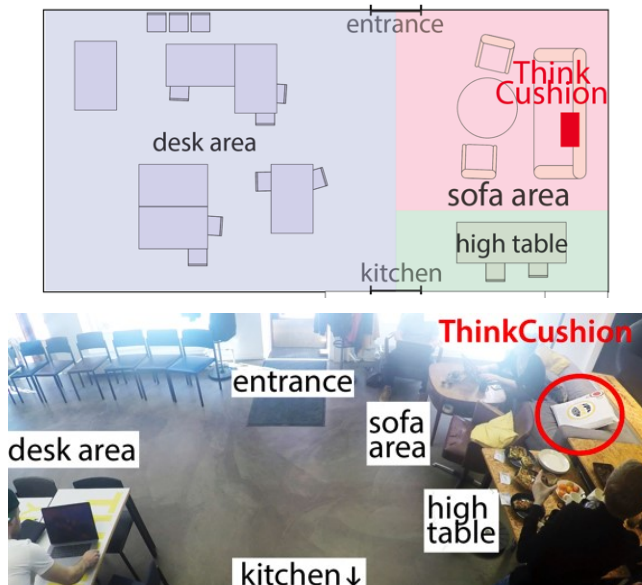 entrance
Think
Cushion
desk area
sofa area
high table
kitchen
ThinkCushion
entrance
sofa
area
desk area
high
table
kitchen↓